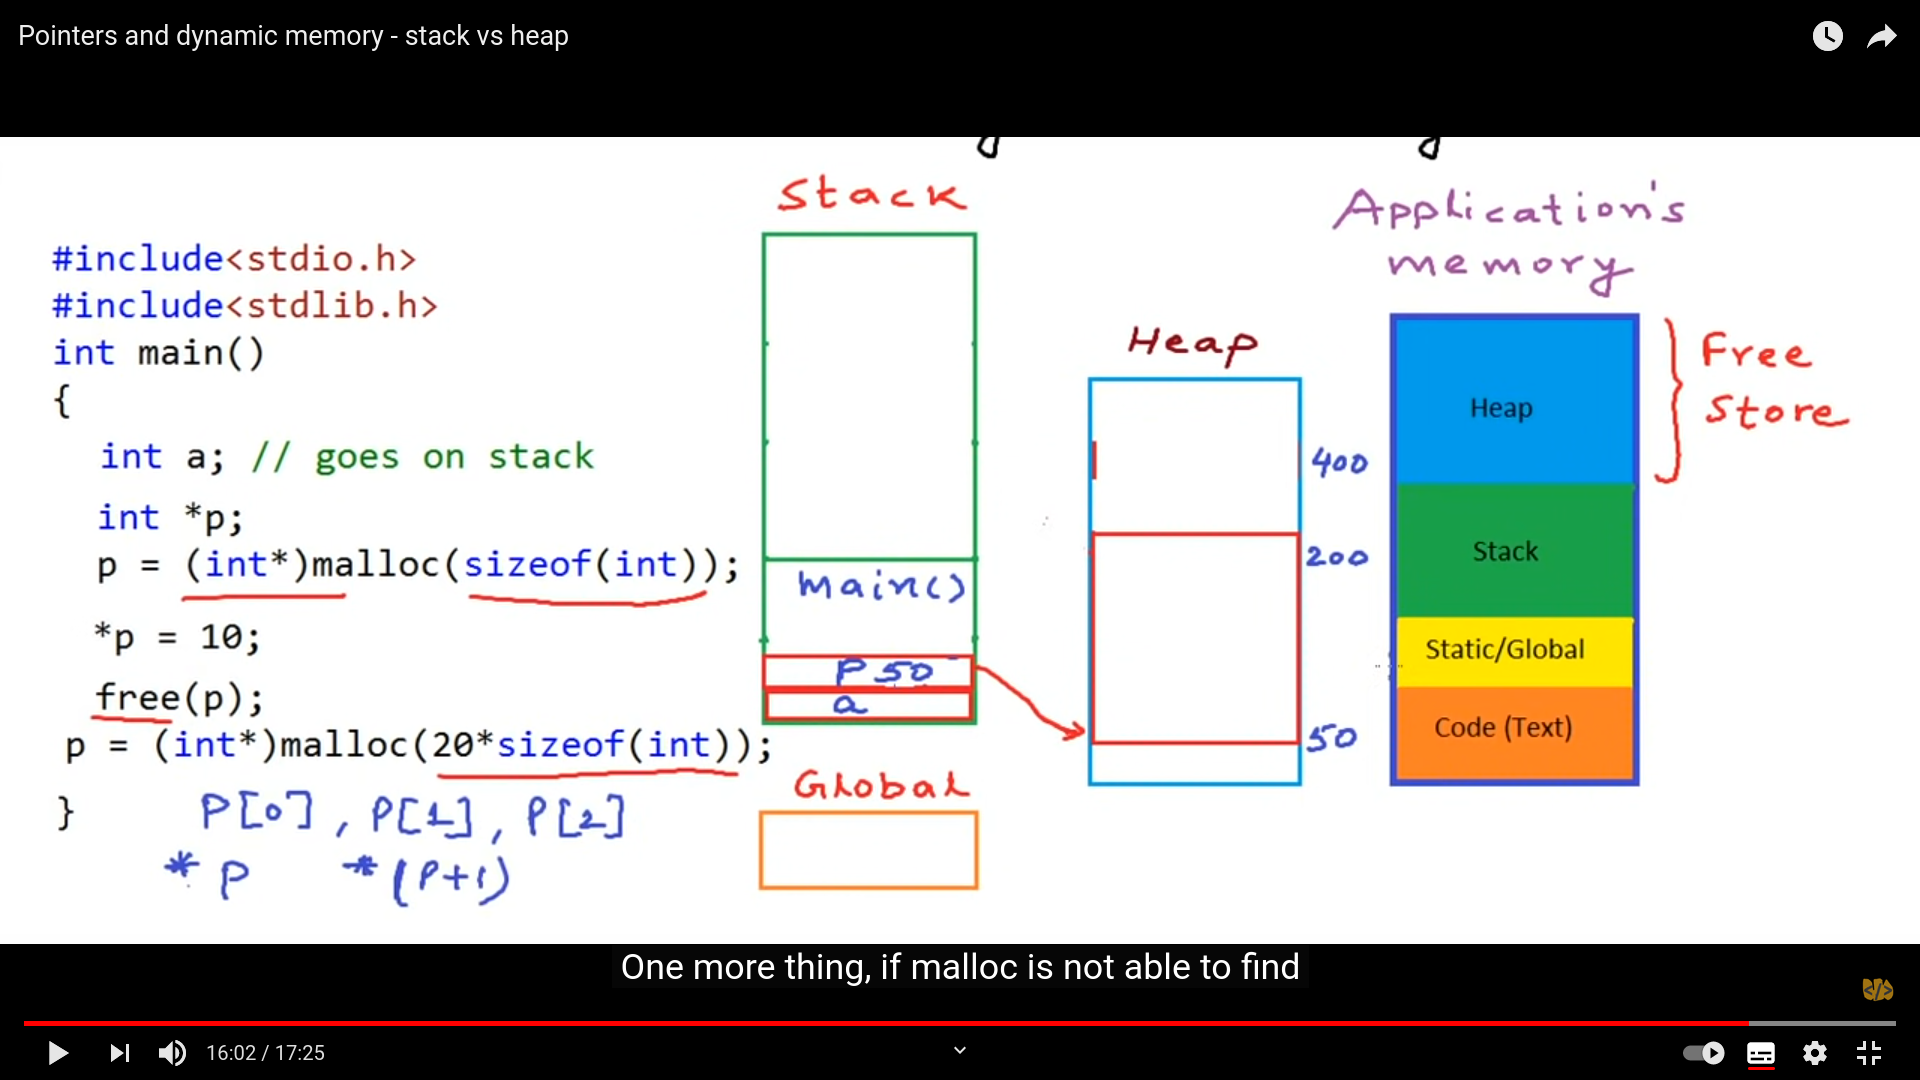 Pointers and dynamic memory - stack vs heap
Stack
Application's
memory
#include<stdio.h>
#include<stdlib.h>
int main()
{
int a; // goes on stack
int *p;
p = (int*)malloc(sizeof(int));
*p = 10;
free(p);
p = (int*)malloc(20*sizeof(int));
}
P[0], P[1], P[2]
*P *(P+1)
main()
P 50
a
Global
Heap
400
200
50
Heap
Stack
Static/Global
Code (Text)
Free
Store
One more thing, if malloc is not able to find
</>
16:02 / 17:25